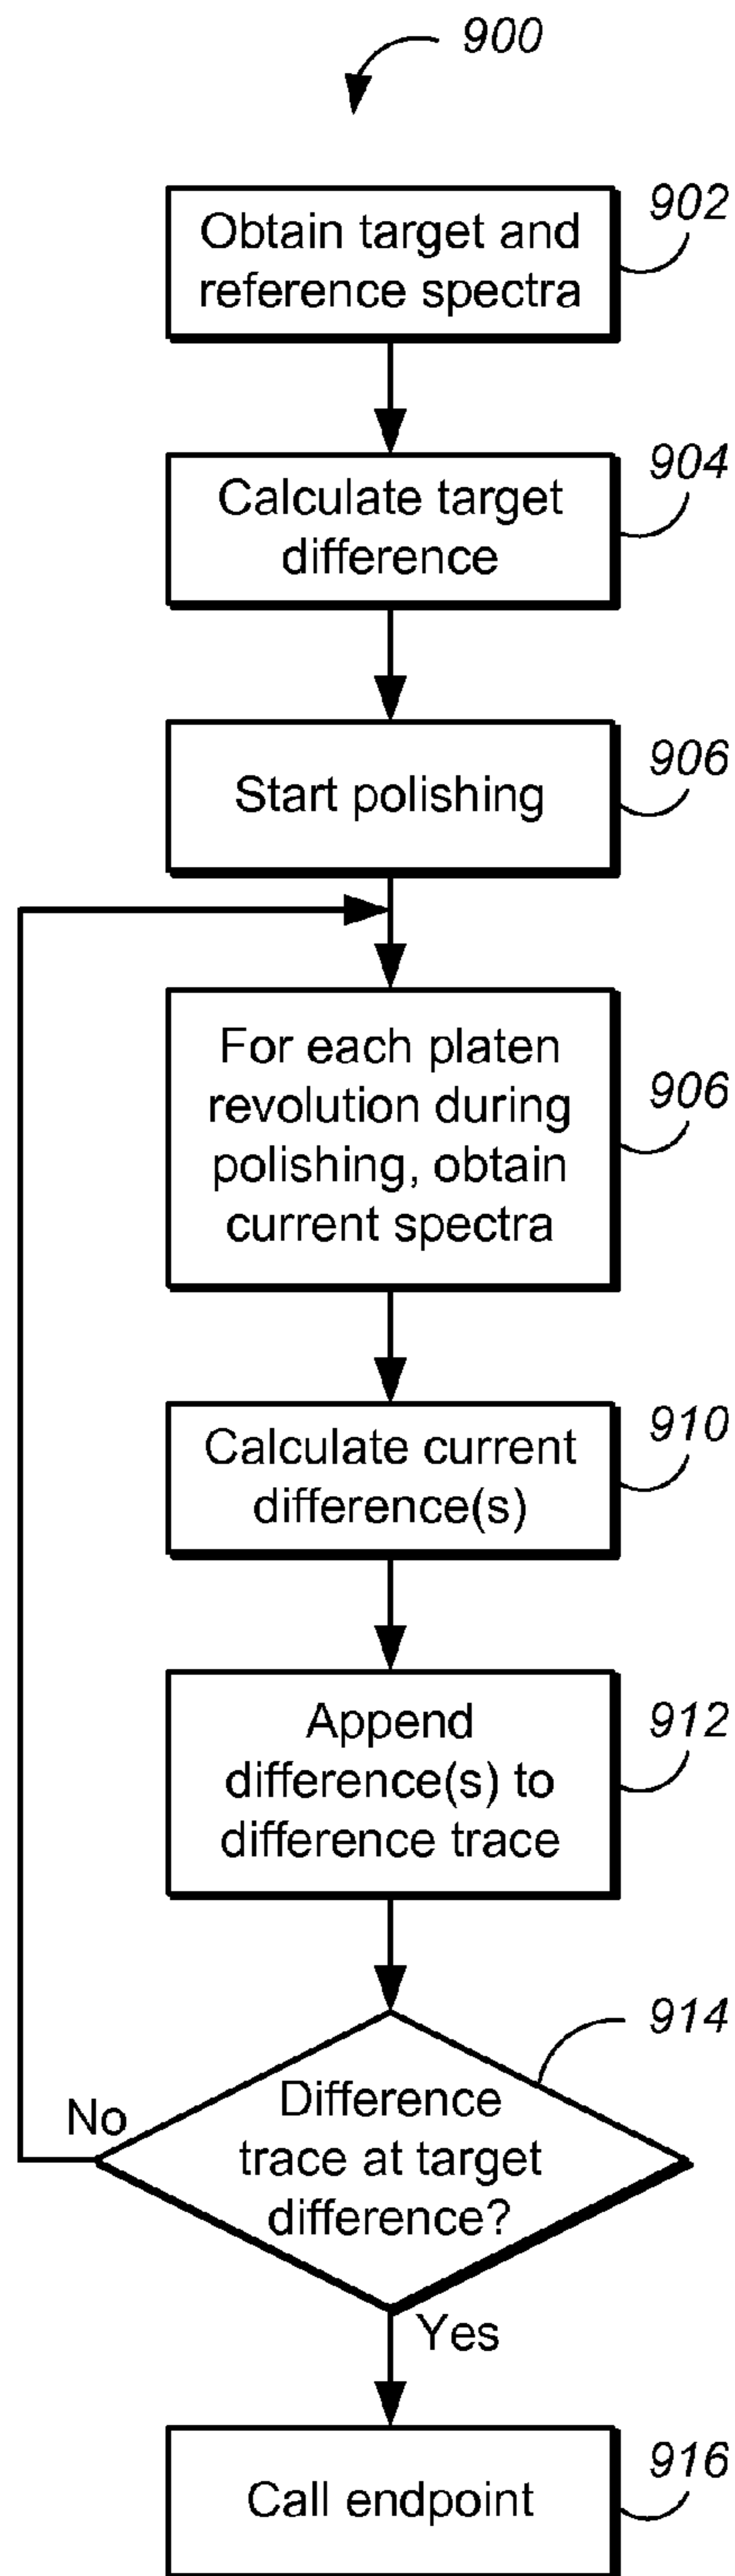 900
902
Obtain target and
reference spectra
904
Calculate target
difference
906
Start polishing
906
For each platen
revolution during
polishing, obtain
current spectra
910
Calculate current
difference(s)
912
Append
difference(s) to
difference trace
914
Difference
trace at target
difference?
No
Yes
916
Call endpoint